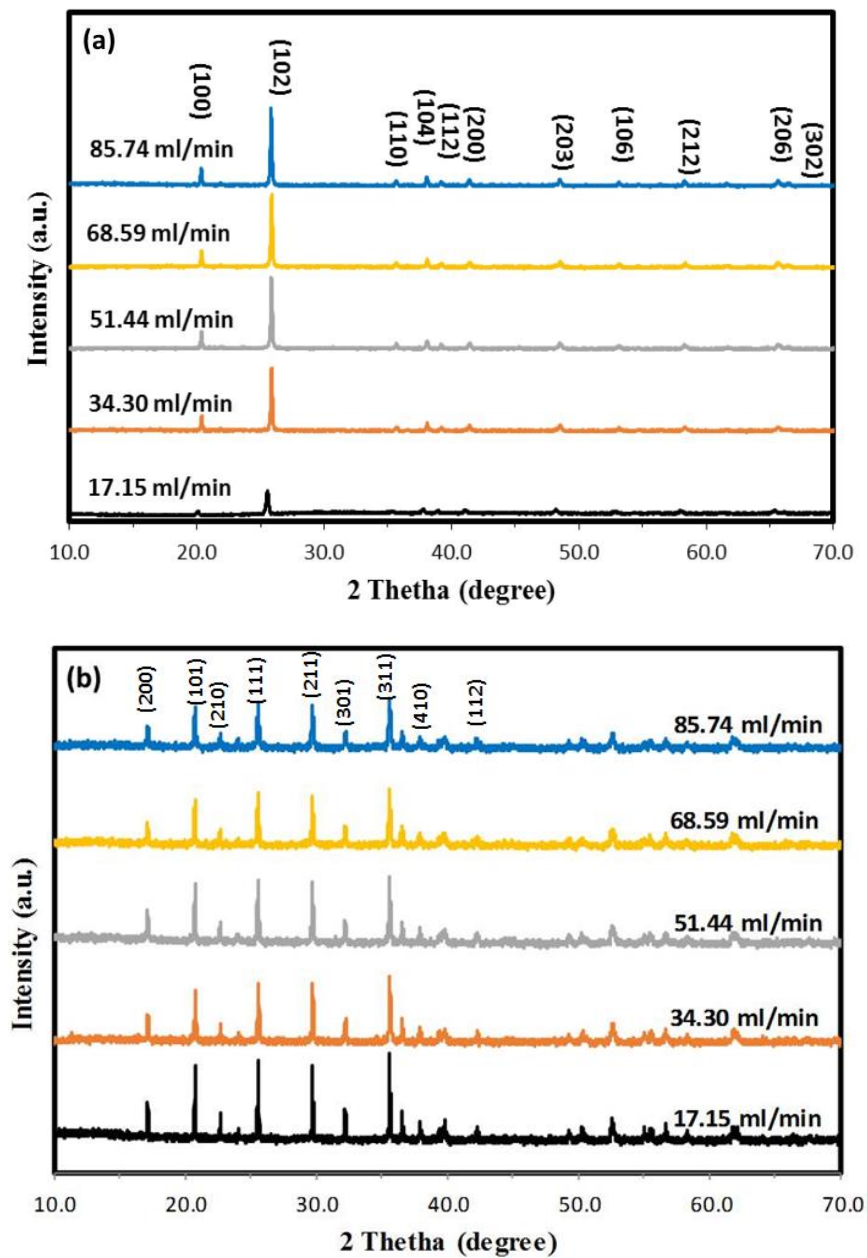 (a)
(100)
(102)
(110)
(104)
(112)
(200)
(203)
(106)
(212)
(206)
(302)
85.74 ml/min
68.59 ml/min
51.44 ml/min
34.30 ml/min
17.15 ml/min
Intensity (a.u.)
10.0 20.0 30.0 40.0 50.0 60.0 70.0
2 Thetha (degree)
(b)
(200)
(101)
(210)
(111)
(211)
(301)
(311)
(410)
(112)
85.74 ml/min
68.59 ml/min
51.44 ml/min
34.30 ml/min
17.15 ml/min
Intensity (a.u.)
10.0 20.0 30.0 40.0 50.0 60.0 70.0
2 Thetha (degree)